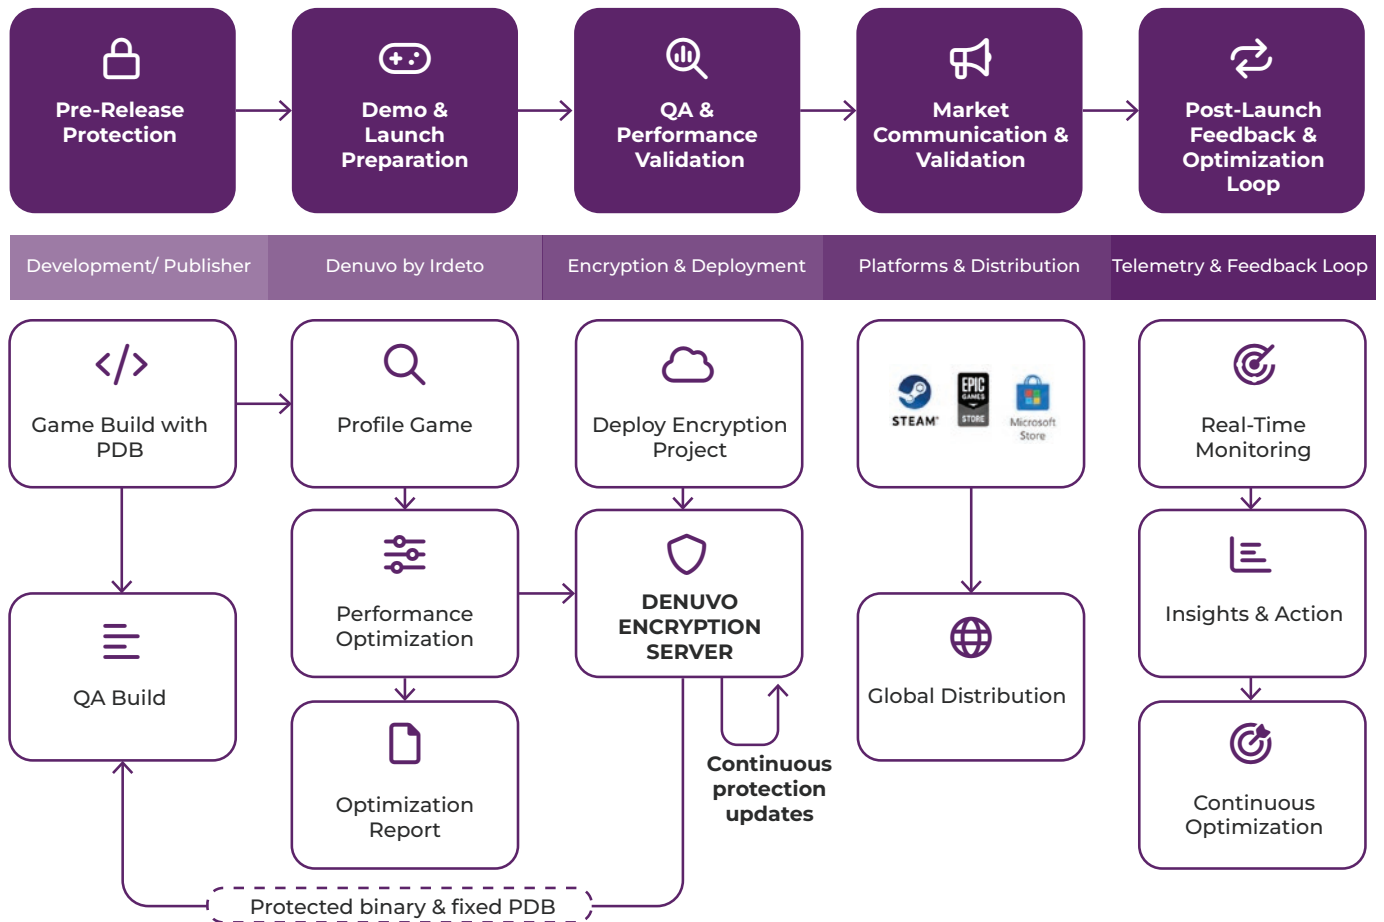 Pre-Release
Protection
Demo &
Launch
Preparation
QA &
Performance
Validation
Market
Communication &
Validation
Post-Launch
Feedback &
Optimization
Loop
Development/ Publisher
Denuvo by Irdeto
Encryption & Deployment
Platforms & Distribution
Telemetry & Feedback Loop
Game Build with
PDB
Profile Game
Deploy Encryption
Project
STEAM
EPIC
GAMES
STORE
Microsoft
Store
Real-Time
Monitoring
QA Build
Performance
Optimization
DENUVO
ENCRYPTION
SERVER
Global Distribution
Insights & Action
Optimization
Report
Continuous
protection
updates
Continuous
Optimization
Protected binary & fixed PDB